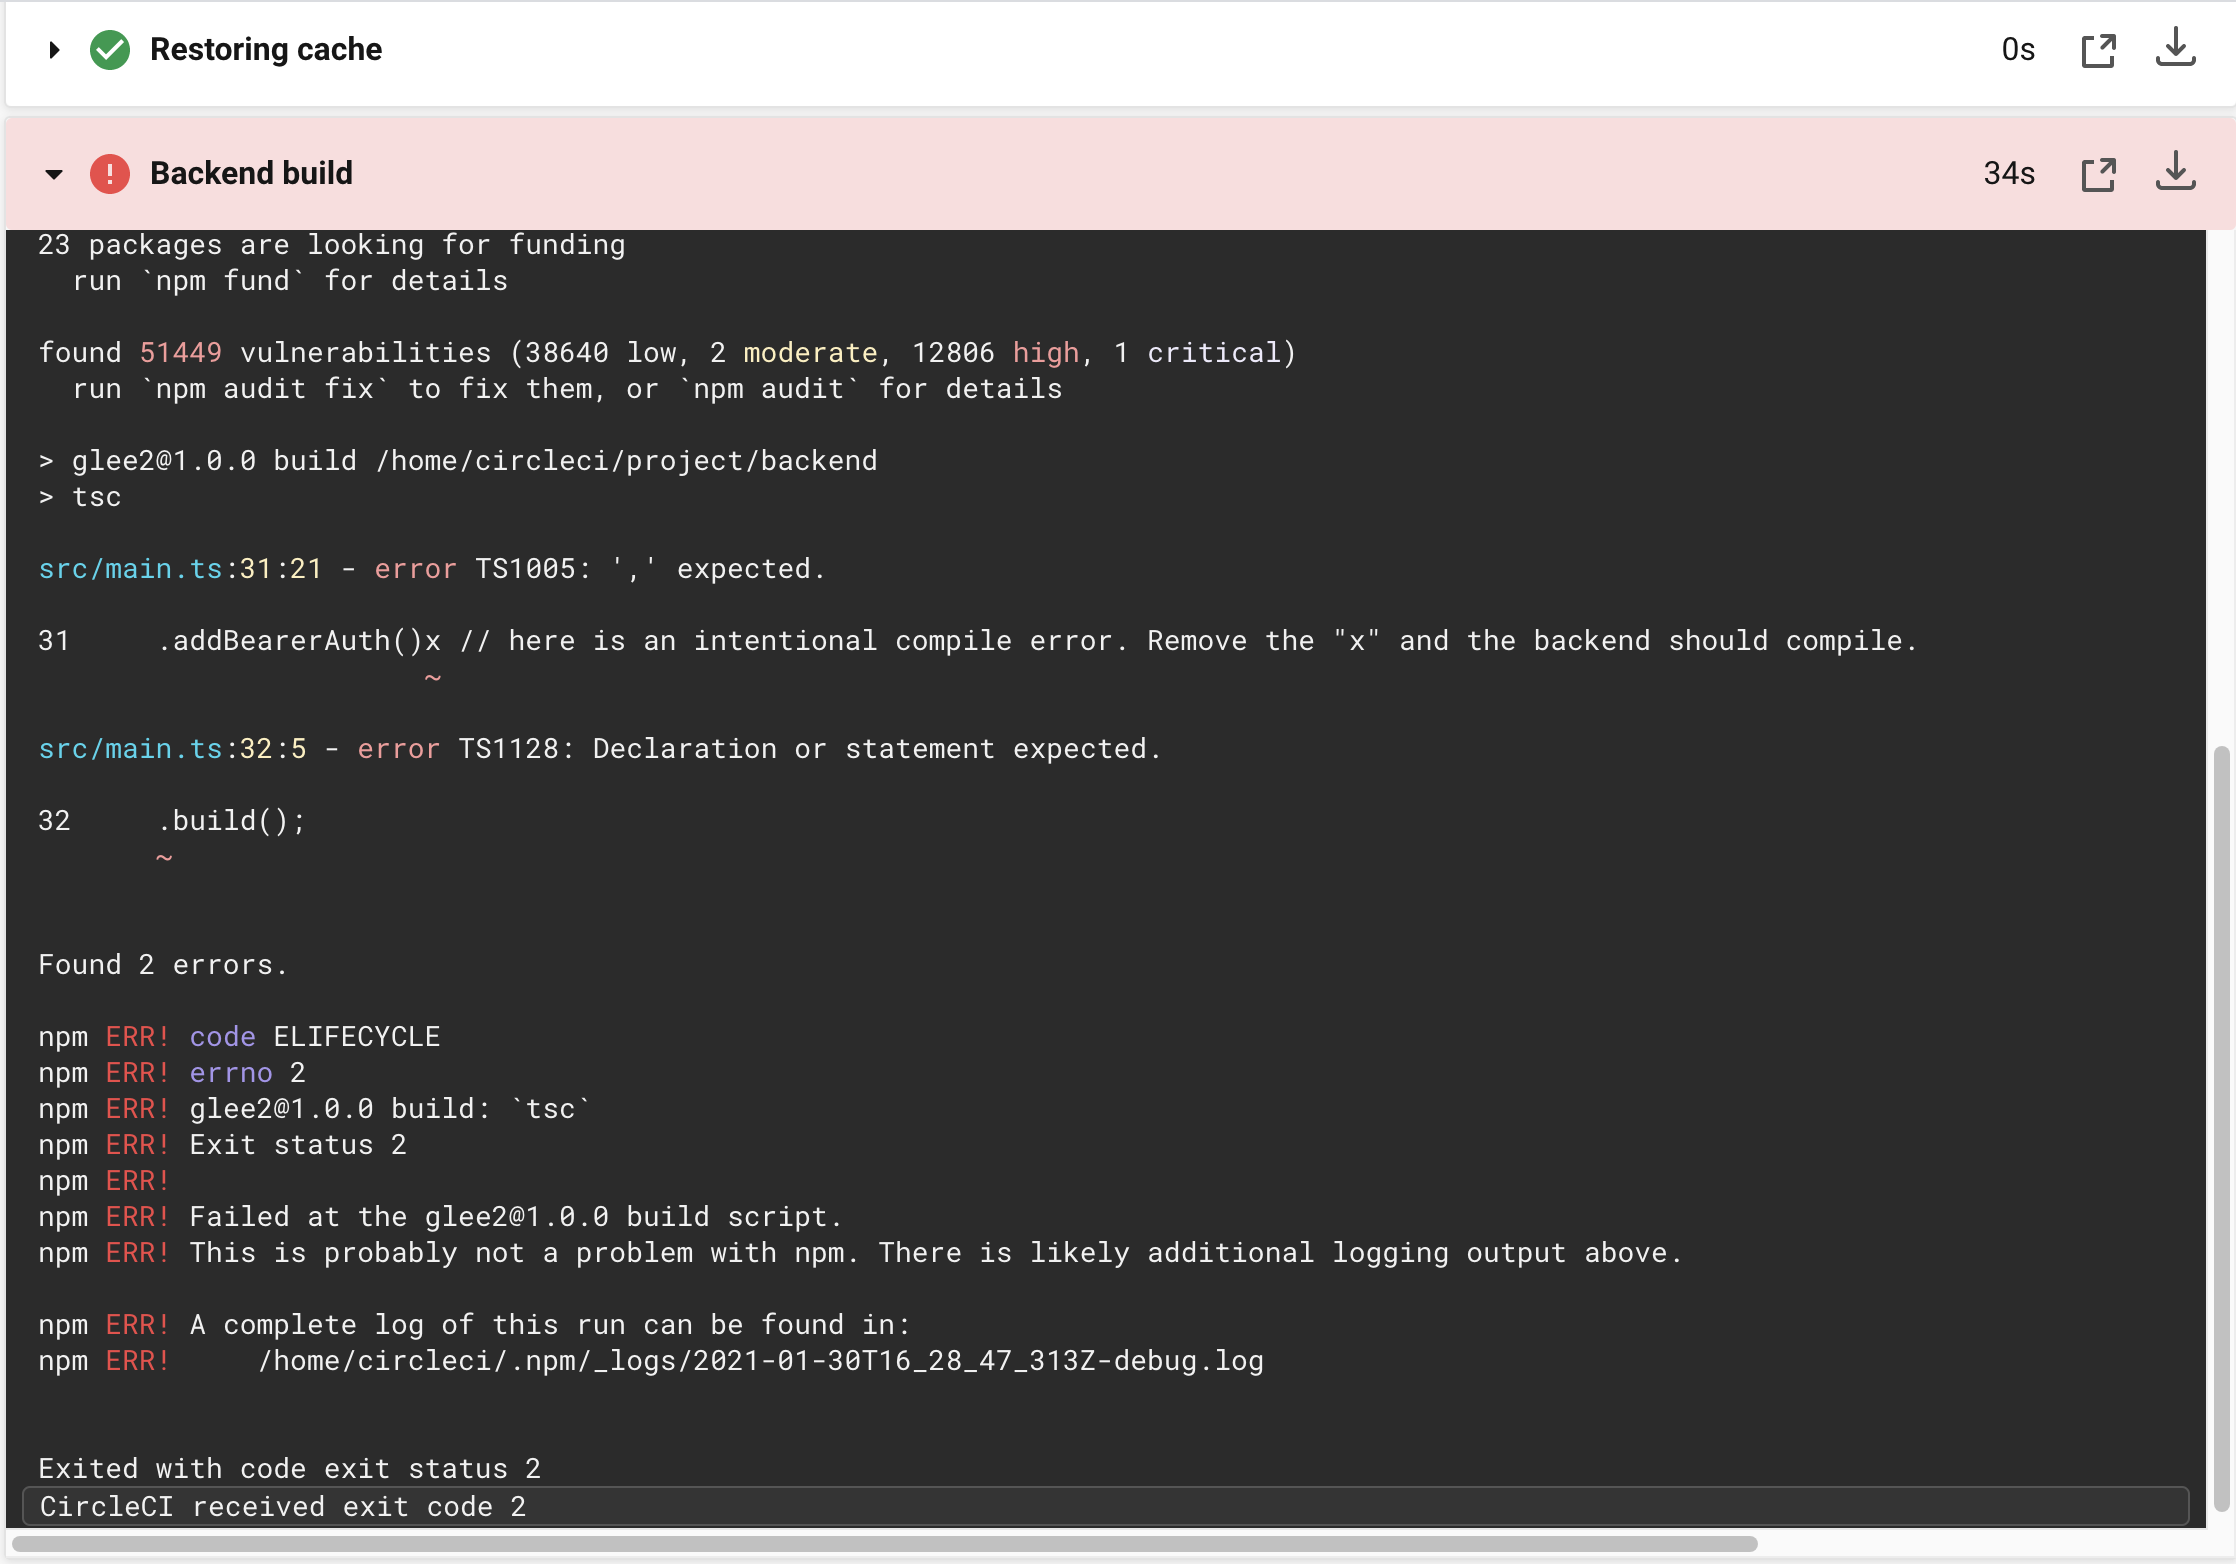 Restoring cache 0s
Backend build 34s
23 packages are looking for funding
  run `npm fund` for details

found 51449 vulnerabilities (38640 low, 2 moderate, 12806 high, 1 critical)
  run `npm audit fix` to fix them, or `npm audit` for details

> glee2@1.0.0 build /home/circleci/project/backend
> tsc

src/main.ts:31:21 - error TS1005: ',' expected.

31     .addBearerAuth()x // here is an intentional compile error. Remove the "x" and the backend should compile.
                       ~

src/main.ts:32:5 - error TS1128: Declaration or statement expected.

32     .build();
       ~

Found 2 errors.

npm ERR! code ELIFECYCLE
npm ERR! errno 2
npm ERR! glee2@1.0.0 build: `tsc`
npm ERR! Exit status 2
npm ERR!
npm ERR! Failed at the glee2@1.0.0 build script.
npm ERR! This is probably not a problem with npm. There is likely additional logging output above.

npm ERR! A complete log of this run can be found in:
npm ERR!     /home/circleci/.npm/_logs/2021-01-30T16_28_47_313Z-debug.log

Exited with code exit status 2
CircleCI received exit code 2